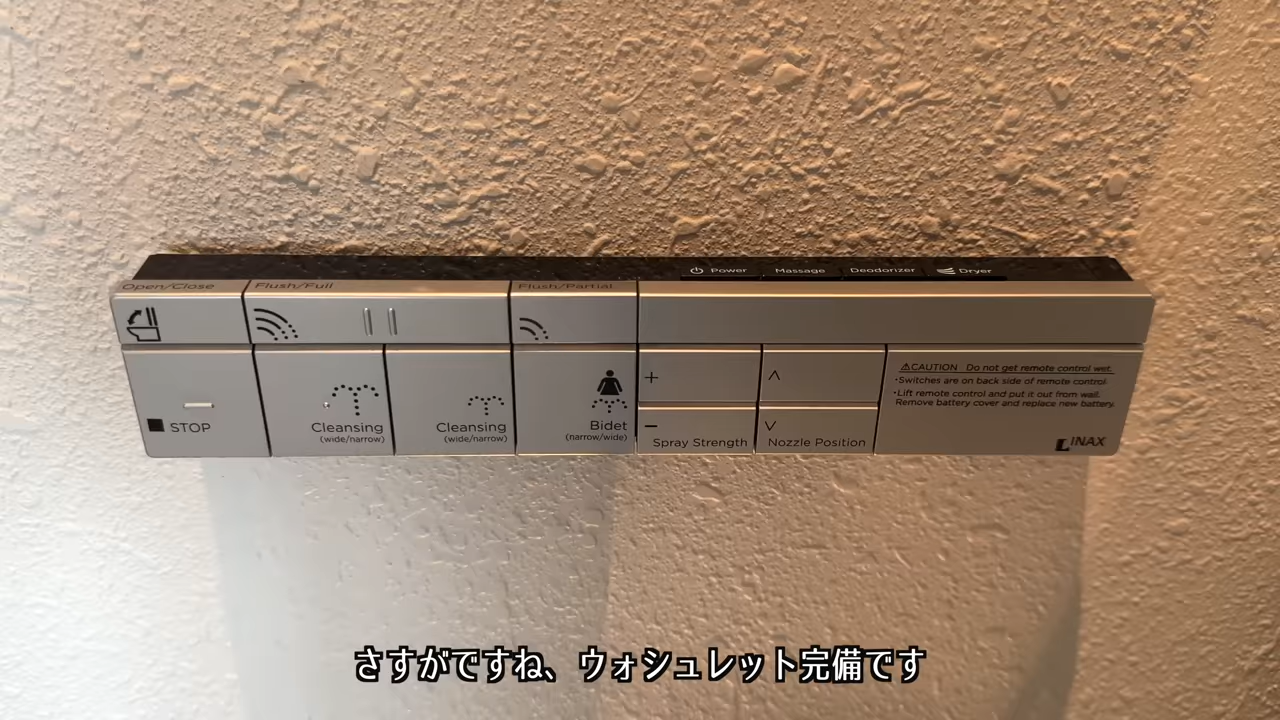 Power Massage Deodorizer Dryer
Open/Close Flush/Full Flush/Partial
STOP
Cleansing
(wide/narrow)
Cleansing
(wide/narrow)
Bidet
(narrow/wide)
+
−
Spray Strength
Nozzle Position
⚠CAUTION Do not get remote control wet.
・Switches are on back side of remote control.
・Lift remote control and put it out from wall.
Remove battery cover and replace new battery.
INAX
さすがですね、ウォシュレット完備です